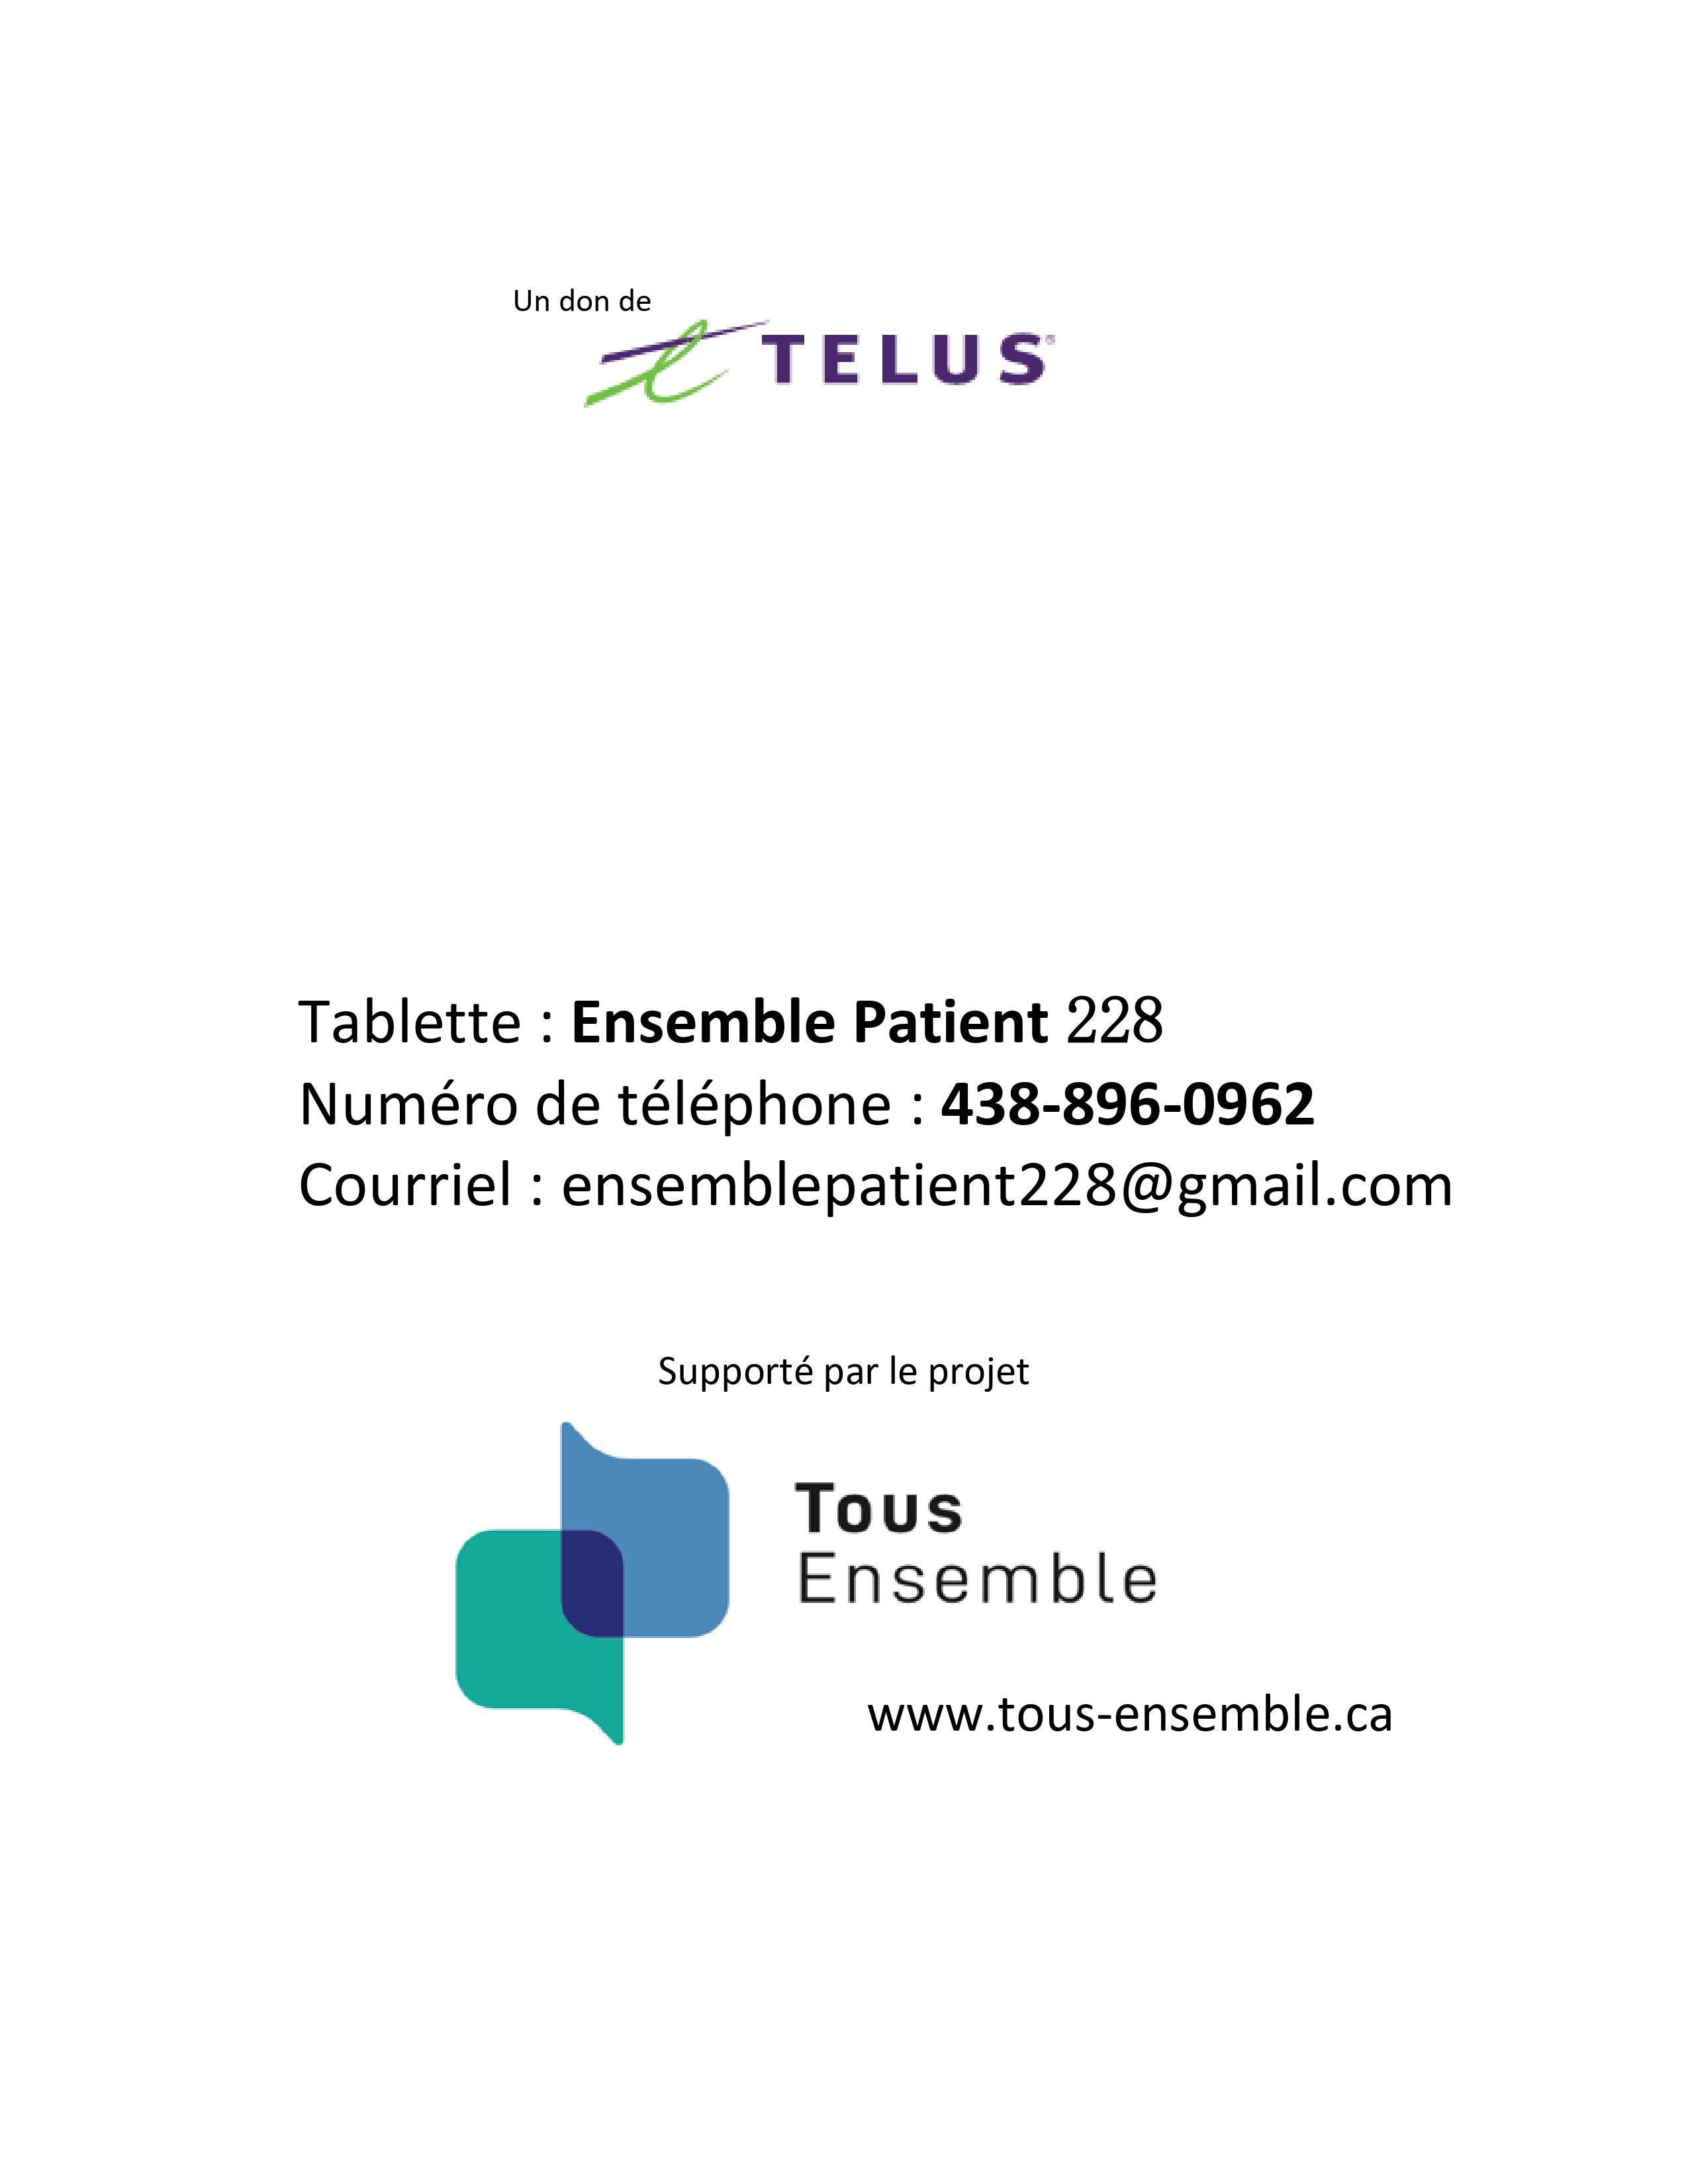 Un don de
TELUS®
Tablette : Ensemble Patient 228
Numéro de téléphone : 438-896-0962
Courriel : ensemblepatient228@gmail.com
Supporté par le projet
Tous
Ensemble
www.tous-ensemble.ca